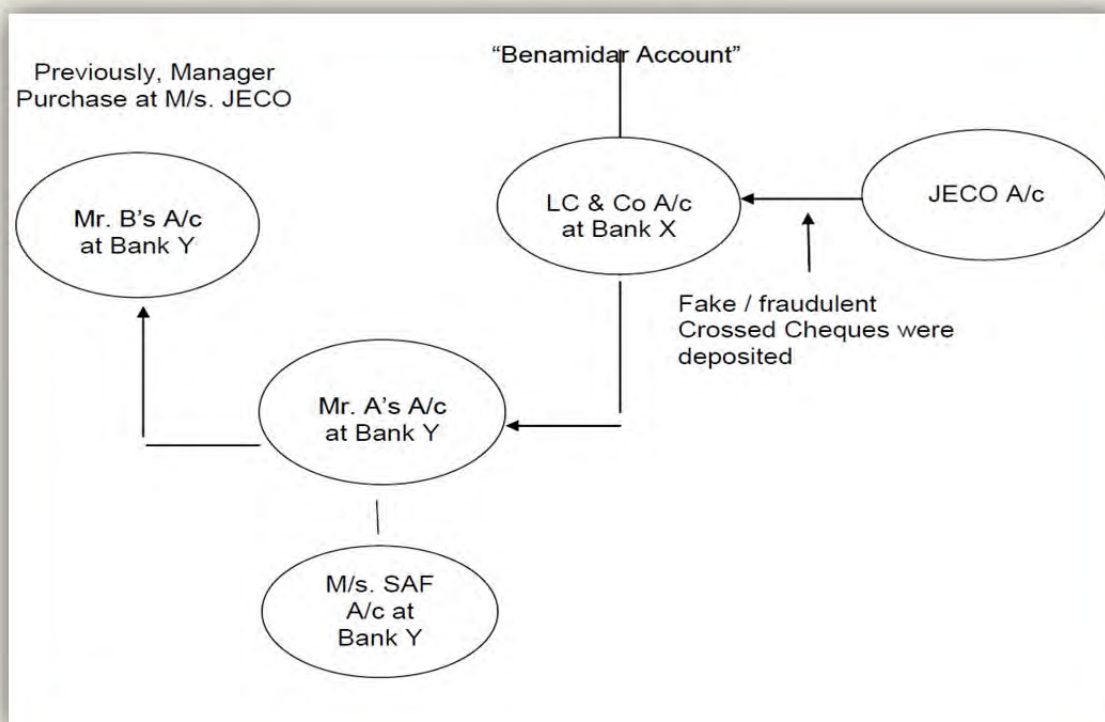 Previously, Manager
Purchase at M/s. JECO
“Benamidar Account”
Mr. B’s A/c
at Bank Y
LC & Co A/c
at Bank X
JECO A/c
Fake / fraudulent
Crossed Cheques were
deposited
Mr. A’s A/c
at Bank Y
M/s. SAF
A/c at
Bank Y